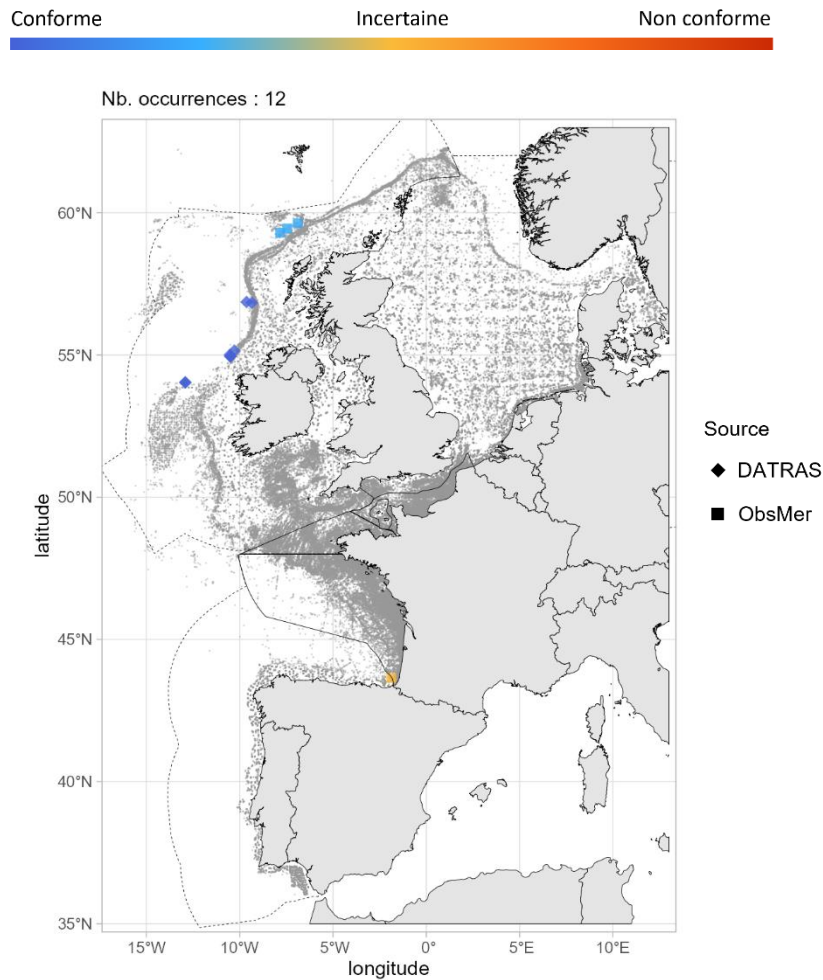 Conforme Incertaine Non conforme
Nb. occurrences : 12
60°N
55°N
50°N
45°N
40°N
35°N
latitude
15°W 10°W 5°W 0° 5°E 10°E
longitude
Source
DATRAS
ObsMer